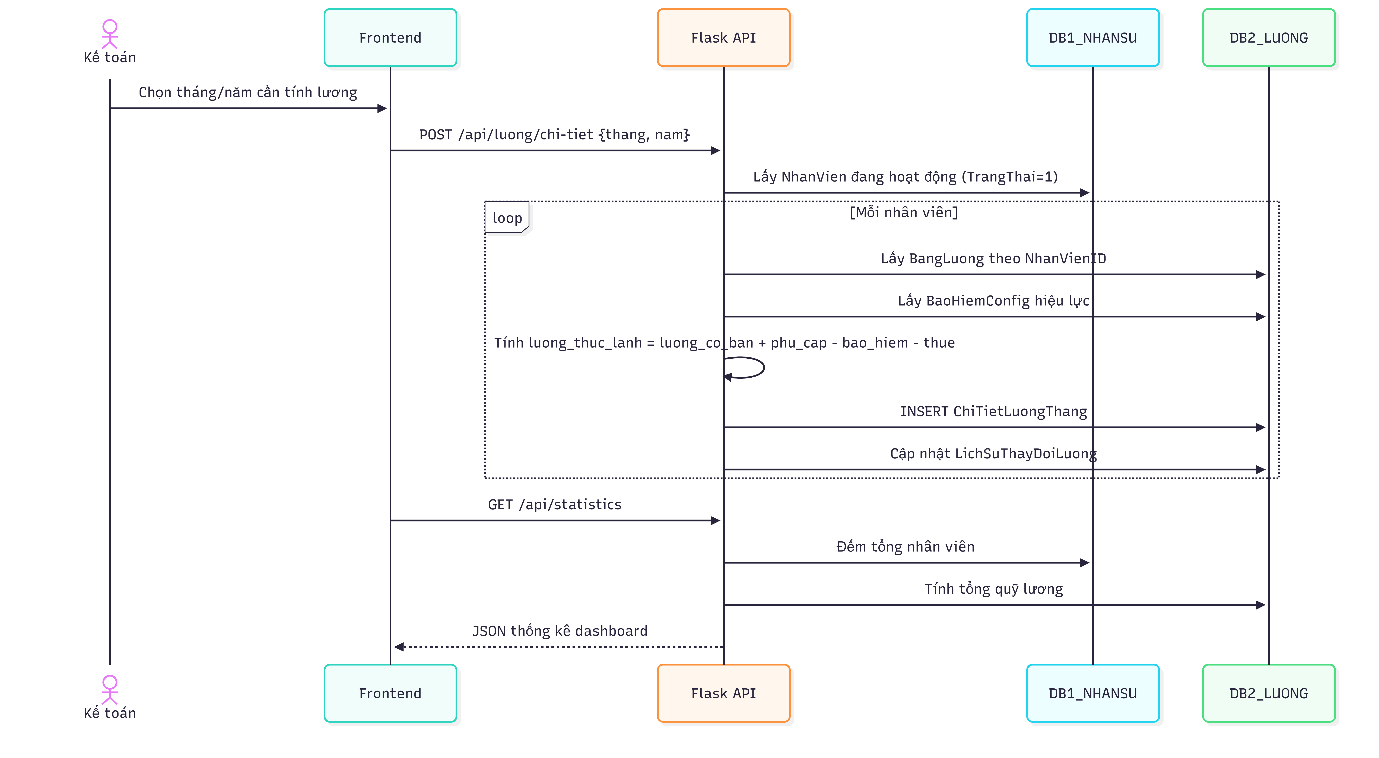 Kế toán
Frontend
Flask API
DB1_NHANSU
DB2_LUONG
Chọn tháng/năm cần tính lương
POST /api/luong/chi-tiet {thang, nam}
Lấy NhanVien đang hoạt động (TrangThai=1)
loop
[Mỗi nhân viên]
Lấy BangLuong theo NhanVienID
Lấy BaoHiemConfig hiệu lực
Tính luong_thuc_lanh = luong_co_ban + phu_cap - bao_hiem - thue
INSERT ChiTietLuongThang
Cập nhật LichSuThayDoiLuong
GET /api/statistics
Đếm tổng nhân viên
Tính tổng quỹ lương
JSON thống kê dashboard
Kế toán
Frontend
Flask API
DB1_NHANSU
DB2_LUONG